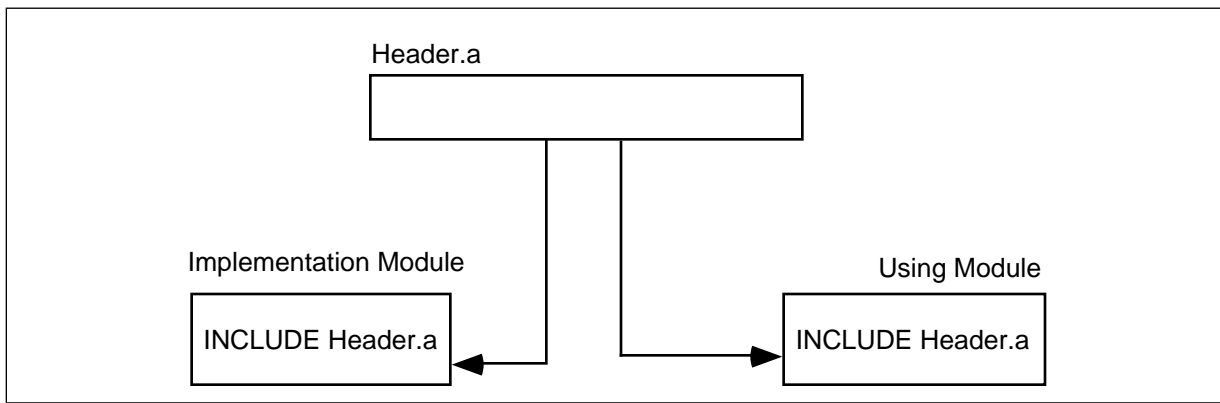 Header.a
Implementation Module
Using Module
INCLUDE Header.a
INCLUDE Header.a